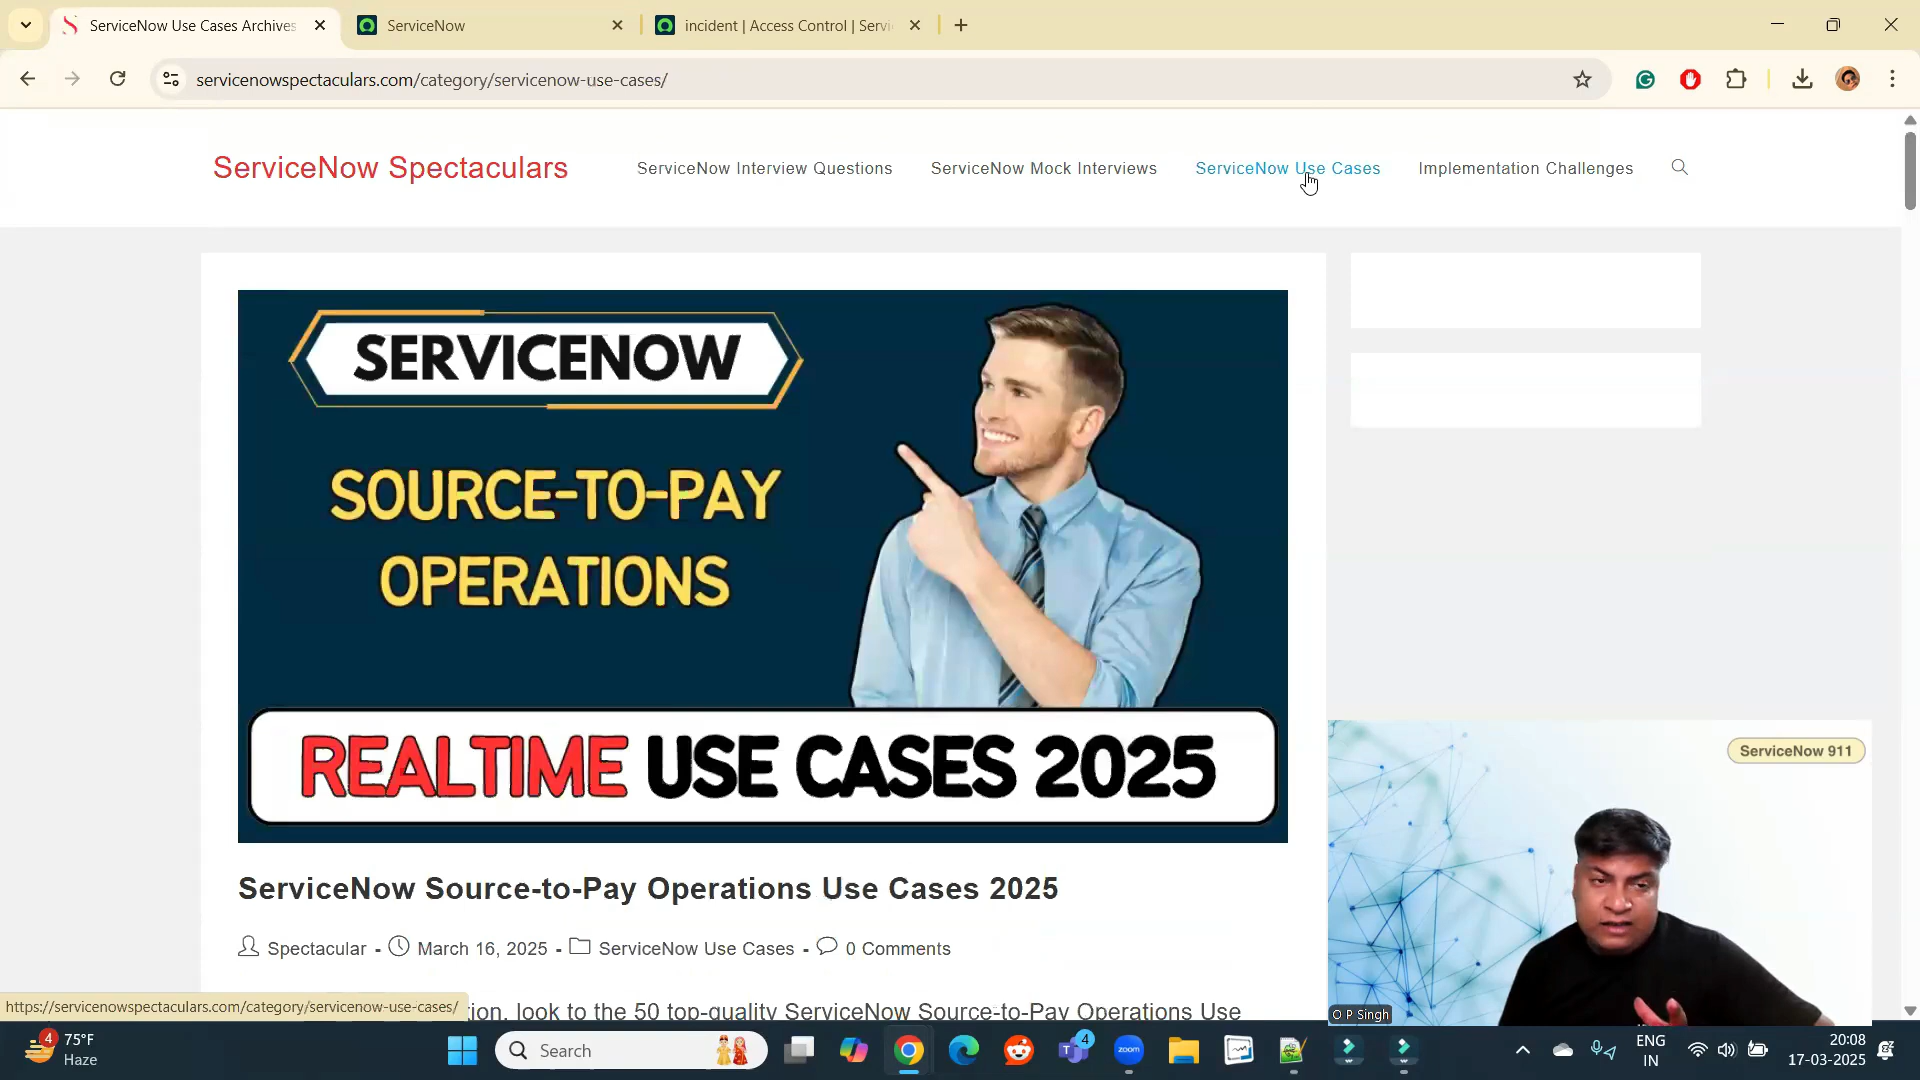 ServiceNow Use Cases Archives
ServiceNow
incident | Access Control | Servi
servicenowspectaculars.com/category/servicenow-use-cases/
ServiceNow Spectaculars
ServiceNow Interview Questions
ServiceNow Mock Interviews
ServiceNow Use Cases
Implementation Challenges
SERVICENOW
SOURCE-TO-PAY
OPERATIONS
REALTIME USE CASES 2025
ServiceNow Source-to-Pay Operations Use Cases 2025
Spectacular - March 16, 2025 - ServiceNow Use Cases - 0 Comments
tion, look to the 50 top-quality ServiceNow Source-to-Pay Operations Use
https://servicenowspectaculars.com/category/servicenow-use-cases/
ServiceNow 911
O P Singh
4
75°F
Haze
Search
4
zoom
ENG
IN
20:08
17-03-2025